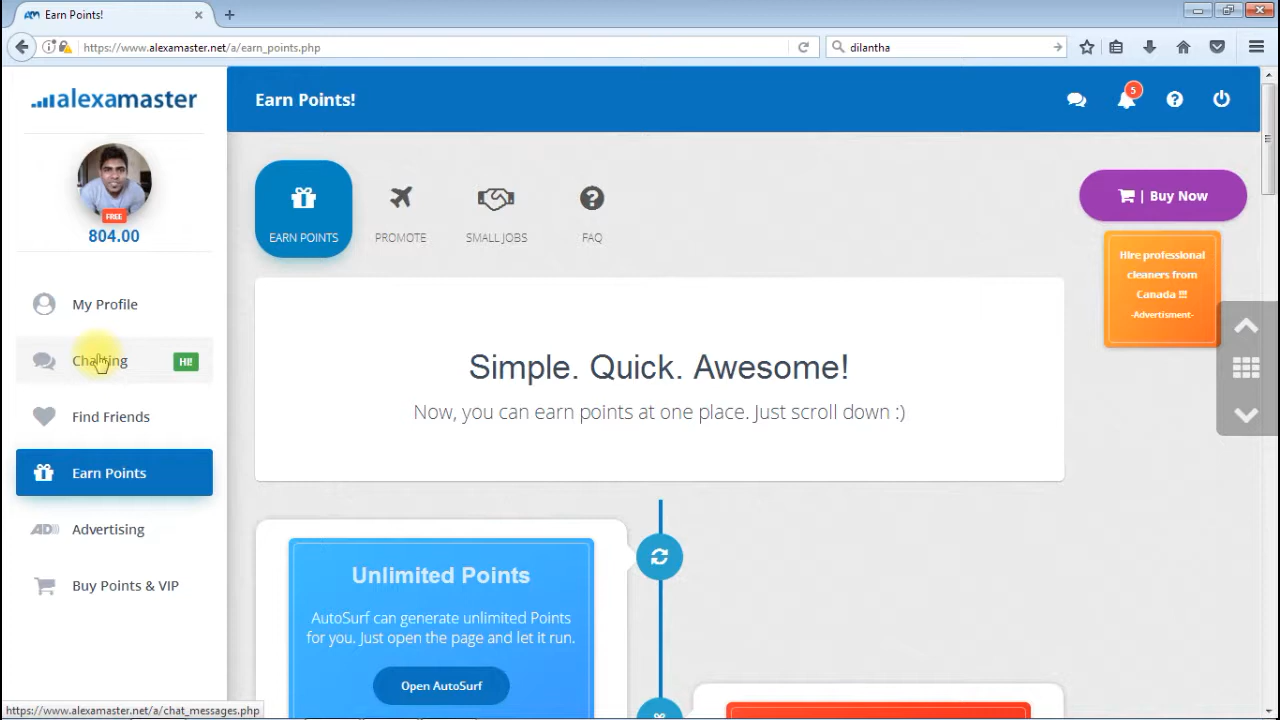 Earn Points!
https://www.alexamaster.net/a/earn_points.php
dilantha
alexamaster
FREE
804.00
My Profile
Chatting
HI!
Find Friends
Earn Points
Advertising
Buy Points & VIP
Earn Points!
5
EARN POINTS
PROMOTE
SMALL JOBS
FAQ
| Buy Now
Hire professional
cleaners from
Canada !!!
-Advertisment-
Simple. Quick. Awesome!
Now, you can earn points at one place. Just scroll down :)
Unlimited Points
AutoSurf can generate unlimited Points
for you. Just open the page and let it run.
Open AutoSurf
https://www.alexamaster.net/a/chat_messages.php